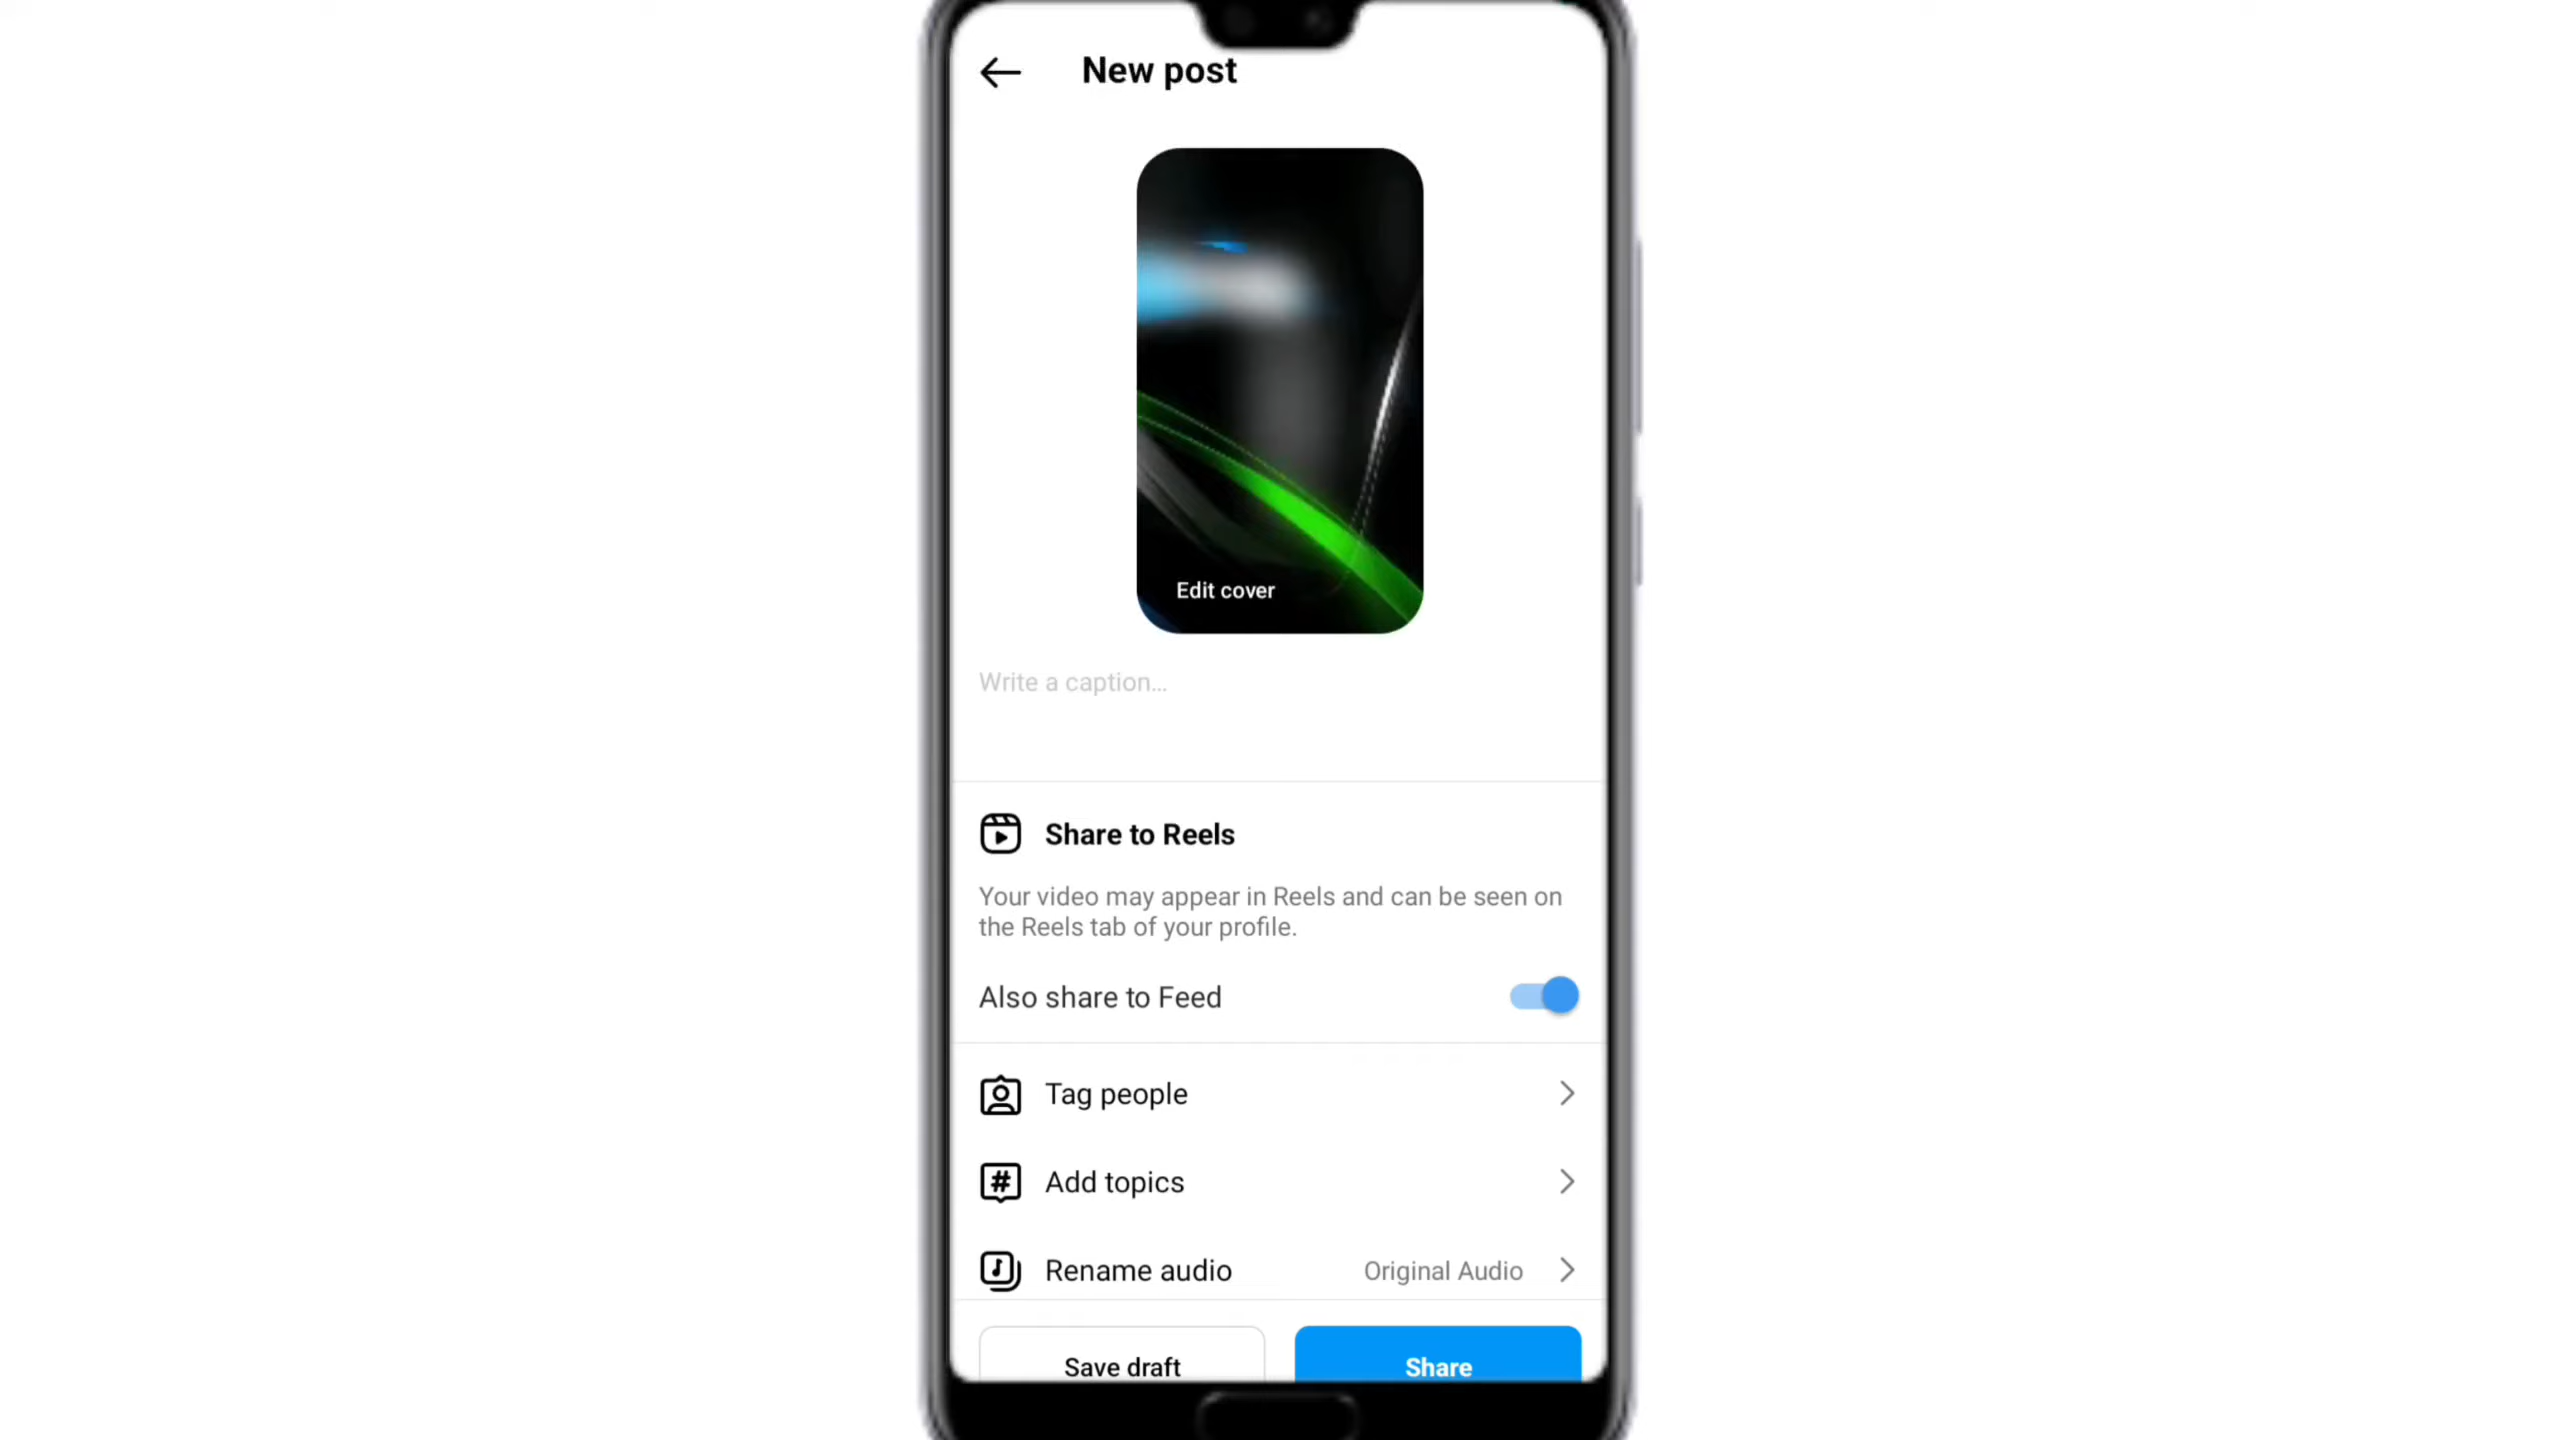 New post
Edit cover
Write a caption...
Share to Reels
Your video may appear in Reels and can be seen on
the Reels tab of your profile.
Also share to Feed
Tag people
Add topics
Rename audio Original Audio
Save draft Share